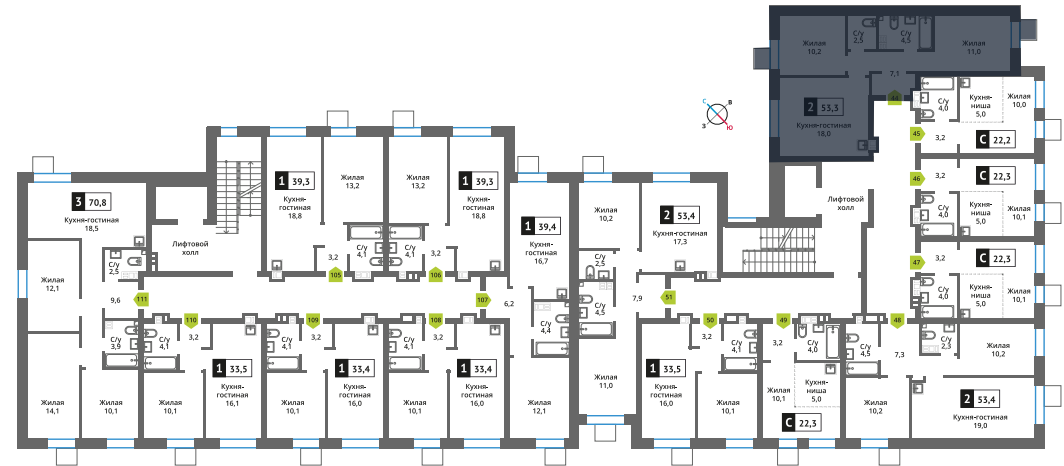 Жилая
10,2
С/у
2,5
С/у
4,5
Жилая
11,0
7,1
44
2 53,3
Кухня-гостиная
18,0
С
В
З
Ю
С/у
4,0
Кухня-
ниша
5,0
Жилая
10,0
45
3,2
С 22,2
46
3,2
С 22,3
С/у
4,0
Кухня-
ниша
5,0
Жилая
10,1
Лифтовой
холл
47
3,2
С 22,3
С/у
4,0
Кухня-
ниша
5,0
Жилая
10,1
48
С/у
4,5
7,3
С/у
2,3
Жилая
10,2
Жилая
10,2
2 53,4
Кухня-гостиная
19,0
3 70,8
Кухня-гостиная
18,5
Лифтовой
холл
С/у
2,5
Жилая
12,1
9,6
111
С/у
3,9
Жилая
14,1
Жилая
10,1
1 39,3
Кухня-
гостиная
18,8
Жилая
13,2
3,2
С/у
4,1
105
Жилая
13,2
1 39,3
Кухня-
гостиная
18,8
С/у
4,1
3,2
106
107
6,2
1 39,4
Кухня-
гостиная
16,7
С/у
4,4
Жилая
12,1
110
С/у
4,1
3,2
1 33,5
Кухня-
гостиная
16,1
Жилая
10,1
109
С/у
4,1
3,2
1 33,4
Кухня-
гостиная
16,0
Жилая
10,1
108
С/у
4,1
3,2
1 33,4
Кухня-
гостиная
16,0
Жилая
10,1
Жилая
10,2
2 53,4
Кухня-гостиная
17,3
С/у
2,5
С/у
4,5
7,9
51
Жилая
11,0
50
3,2
С/у
4,1
1 33,5
Кухня-гостиная
16,0
Жилая
10,1
49
3,2
С/у
4,0
Жилая
10,1
Кухня-
ниша
5,0
С 22,3